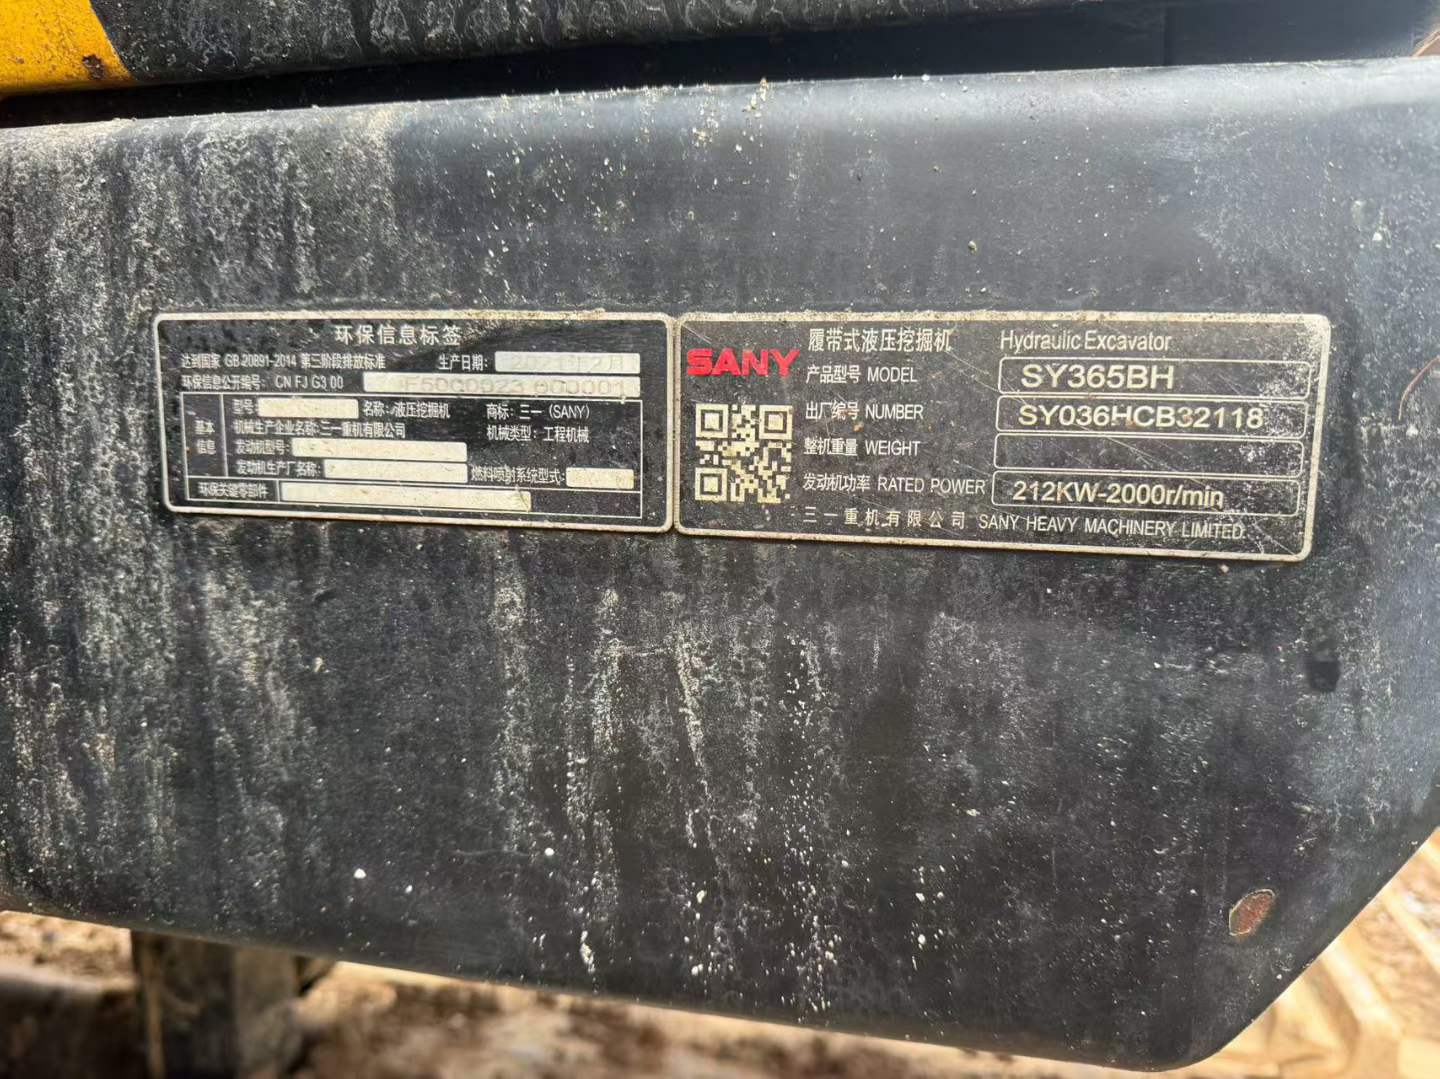 环保信息标签
达到国家 GB 20891-2014 第三阶段排放标准 生产日期: 2021年2月
环保信息公开编号: CN FJ G3 00 000001
基本信息
型号: 名称: 液压挖掘机 商标: 三一 (SANY)
机械生产企业名称: 三一重机有限公司 机械类型: 工程机械
发动机型号:
发动机生产厂名称: 燃料喷射系统型式:
环保关键零部件
SANY
履带式液压挖掘机 Hydraulic Excavator
产品型号 MODEL SY365BH
出厂编号 NUMBER SY036HCB32118
整机重量 WEIGHT
发动机功率 RATED POWER 212KW-2000r/min
三一重机有限公司 SANY HEAVY MACHINERY LIMITED